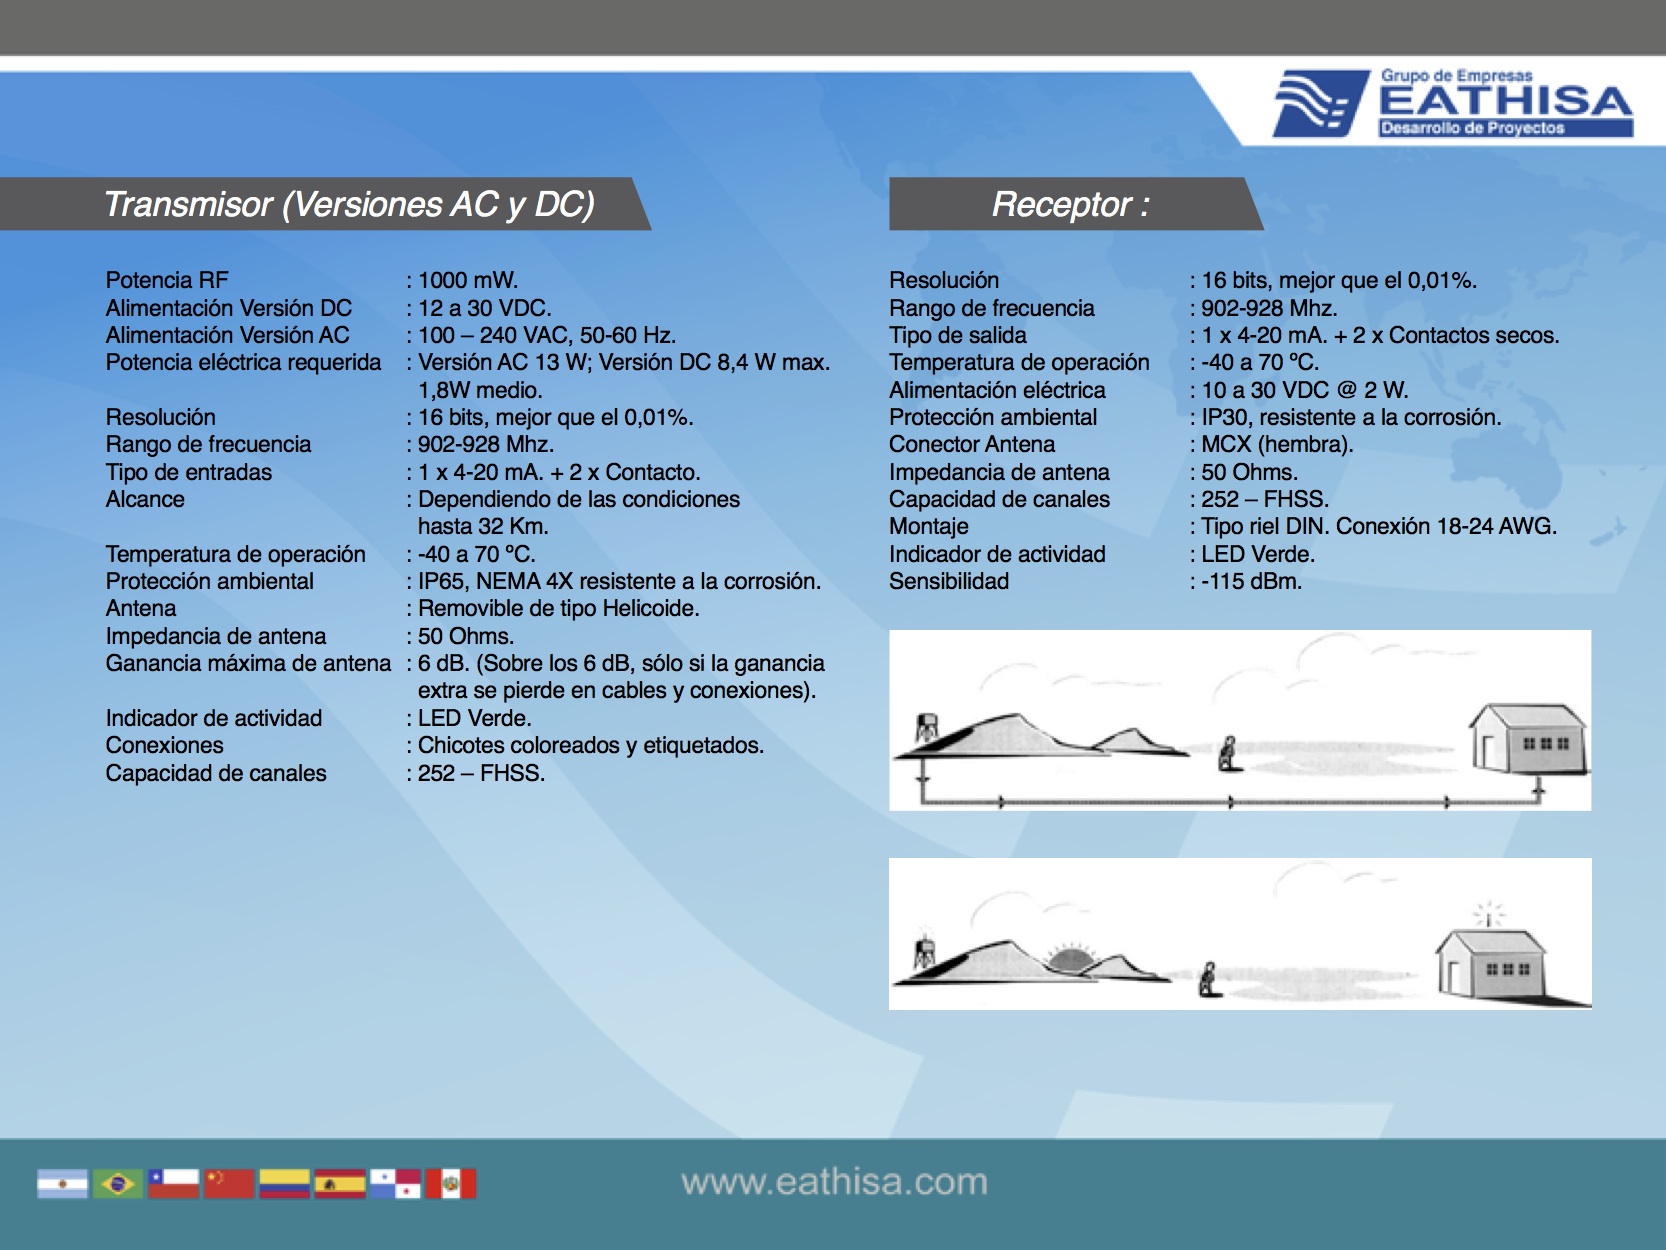 Grupo de Empresas
EATHISA
Desarrollo de Proyectos
Transmisor (Versiones AC y DC)
Potencia RF : 1000 mW.
Alimentación Versión DC : 12 a 30 VDC.
Alimentación Versión AC : 100 – 240 VAC, 50-60 Hz.
Potencia eléctrica requerida : Versión AC 13 W; Versión DC 8,4 W max.
1,8W medio.
Resolución : 16 bits, mejor que el 0,01%.
Rango de frecuencia : 902-928 Mhz.
Tipo de entradas : 1 x 4-20 mA. + 2 x Contacto.
Alcance : Dependiendo de las condiciones
hasta 32 Km.
Temperatura de operación : -40 a 70 ºC.
Protección ambiental : IP65, NEMA 4X resistente a la corrosión.
Antena : Removible de tipo Helicoide.
Impedancia de antena : 50 Ohms.
Ganancia máxima de antena : 6 dB. (Sobre los 6 dB, sólo si la ganancia
extra se pierde en cables y conexiones).
Indicador de actividad : LED Verde.
Conexiones : Chicotes coloreados y etiquetados.
Capacidad de canales : 252 – FHSS.
Receptor :
Resolución : 16 bits, mejor que el 0,01%.
Rango de frecuencia : 902-928 Mhz.
Tipo de salida : 1 x 4-20 mA. + 2 x Contactos secos.
Temperatura de operación : -40 a 70 ºC.
Alimentación eléctrica : 10 a 30 VDC @ 2 W.
Protección ambiental : IP30, resistente a la corrosión.
Conector Antena : MCX (hembra).
Impedancia de antena : 50 Ohms.
Capacidad de canales : 252 – FHSS.
Montaje : Tipo riel DIN. Conexión 18-24 AWG.
Indicador de actividad : LED Verde.
Sensibilidad : -115 dBm.
www.eathisa.com